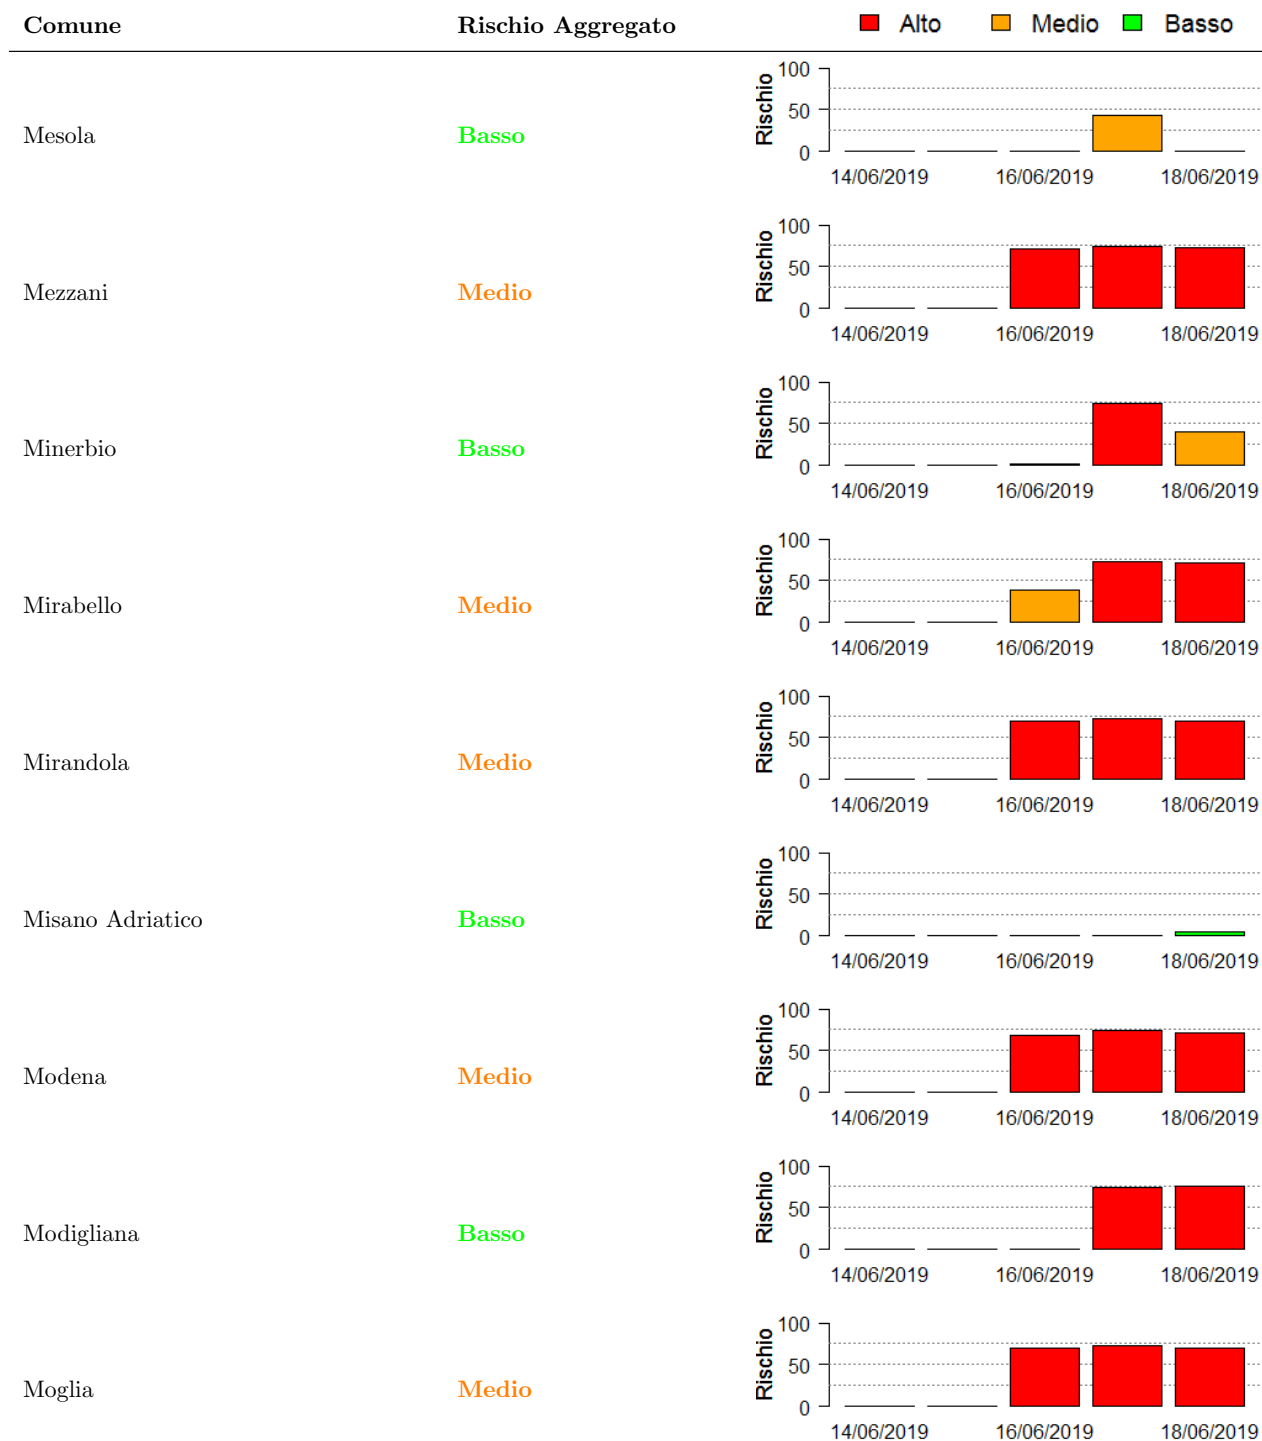 Comune Rischio Aggregato Alto Medio Basso
Mesola Basso Rischio 100 50 0
14/06/2019 16/06/2019 18/06/2019
Mezzani Medio Rischio 100 50 0
14/06/2019 16/06/2019 18/06/2019
Minerbio Basso Rischio 100 50 0
14/06/2019 16/06/2019 18/06/2019
Mirabello Medio Rischio 100 50 0
14/06/2019 16/06/2019 18/06/2019
Mirandola Medio Rischio 100 50 0
14/06/2019 16/06/2019 18/06/2019
Misano Adriatico Basso Rischio 100 50 0
14/06/2019 16/06/2019 18/06/2019
Modena Medio Rischio 100 50 0
14/06/2019 16/06/2019 18/06/2019
Modigliana Basso Rischio 100 50 0
14/06/2019 16/06/2019 18/06/2019
Moglia Medio Rischio 100 50 0
14/06/2019 16/06/2019 18/06/2019